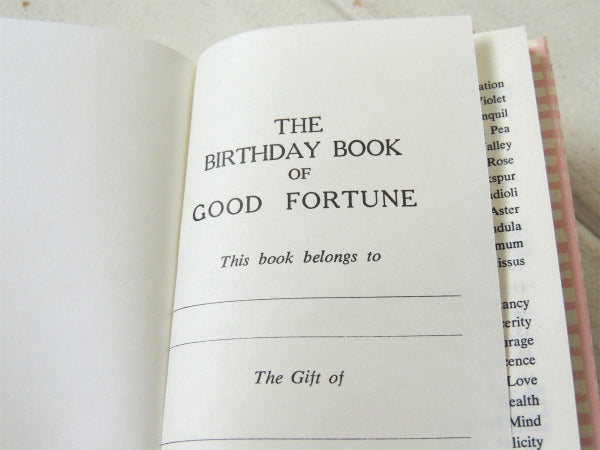 THE
BIRTHDAY BOOK
OF
GOOD FORTUNE
This book belongs to
The Gift of
Violet
Pea
Rose
Aster
Love
Mind